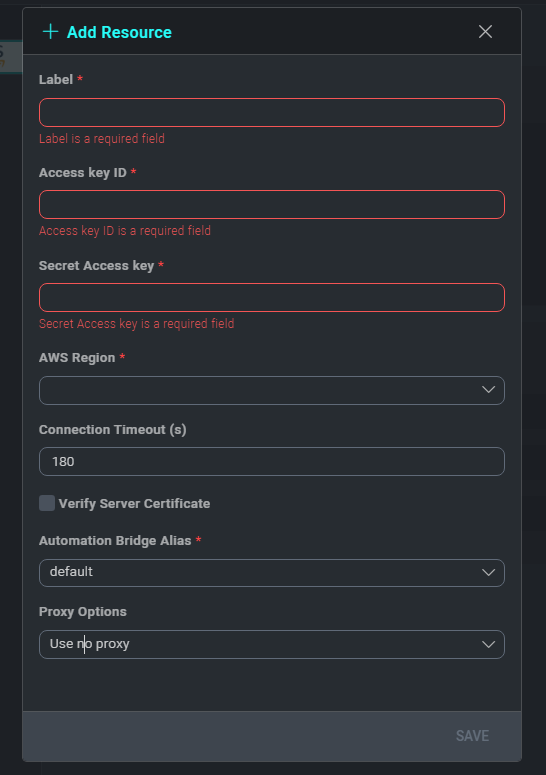 + Add Resource
Label *
Label is a required field
Access key ID *
Access key ID is a required field
Secret Access key *
Secret Access key is a required field
AWS Region *
Connection Timeout (s)
180
Verify Server Certificate
Automation Bridge Alias *
default
Proxy Options
Use no proxy
SAVE